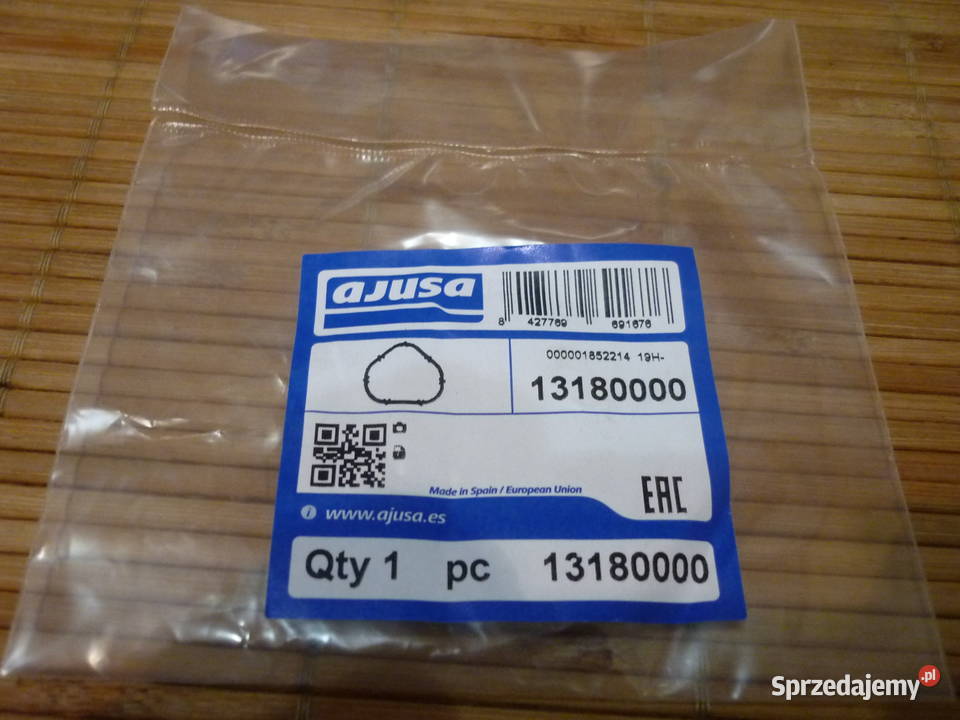 ajusa
8 427769 691676
000001852214 19H-
13180000
Made in Spain / European Union
EAC
i www.ajusa.es
Qty 1 pc 13180000
Sprzedajemy.pl